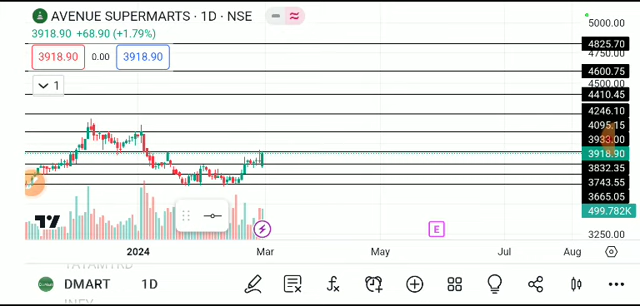 AVENUE SUPERMARTS · 1D · NSE
3918.90 +68.90 (+1.79%)
3918.90 0.00 3918.90
1
5000.00
4825.70
4750.00
4600.75
4500.00
4410.45
4246.10
4095.15
3918.90
3832.35
3743.55
3665.05
499.782K
3250.00
E
2024 Mar May Jul Aug
DMART 1D